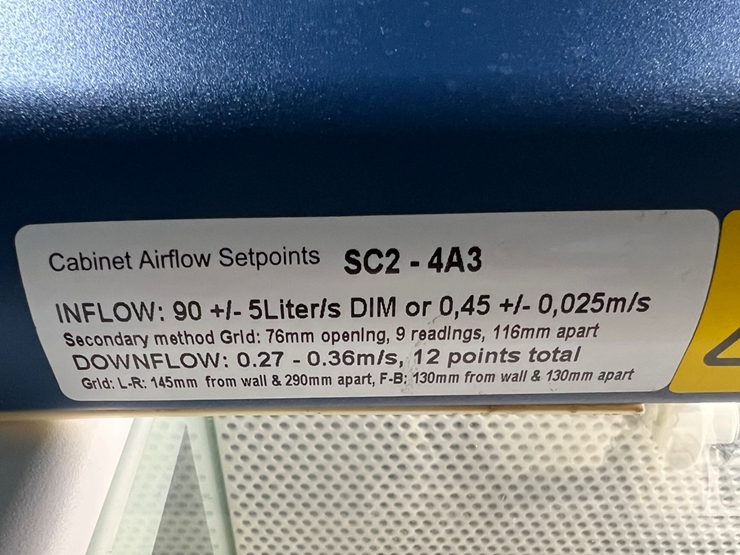 Cabinet Airflow Setpoints SC2 - 4A3
INFLOW: 90 +/- 5Liter/s DIM or 0,45 +/- 0,025m/s
Secondary method Grid: 76mm opening, 9 readings, 116mm apart
DOWNFLOW: 0.27 - 0.36m/s, 12 points total
Grid: L-R: 145mm from wall & 290mm apart, F-B: 130mm from wall & 130mm apart